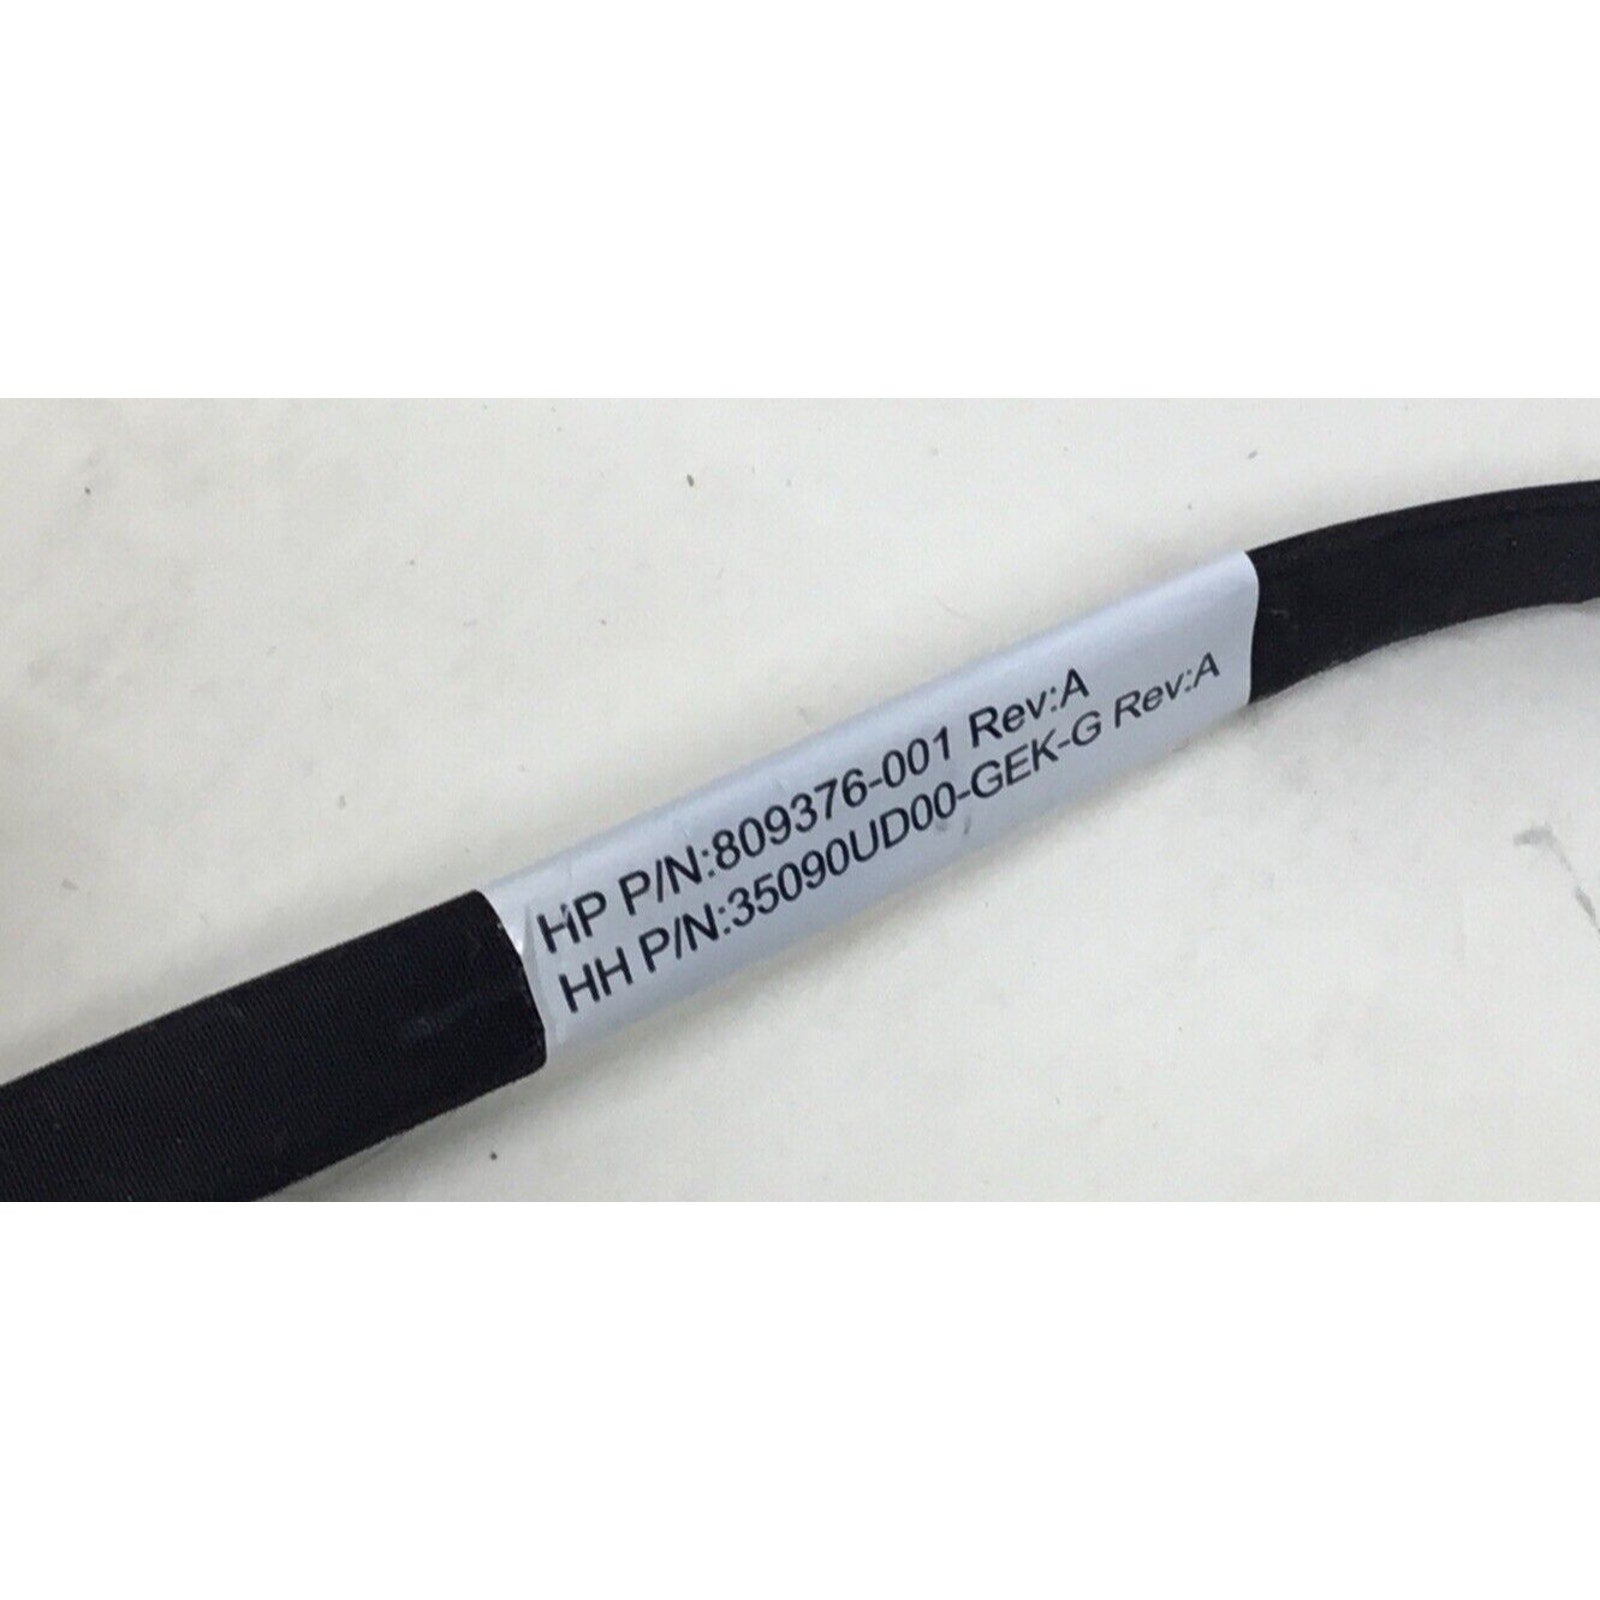 HP P/N:809376-001 Rev:A
HH P/N:35090UD00-GEK-G Rev:A